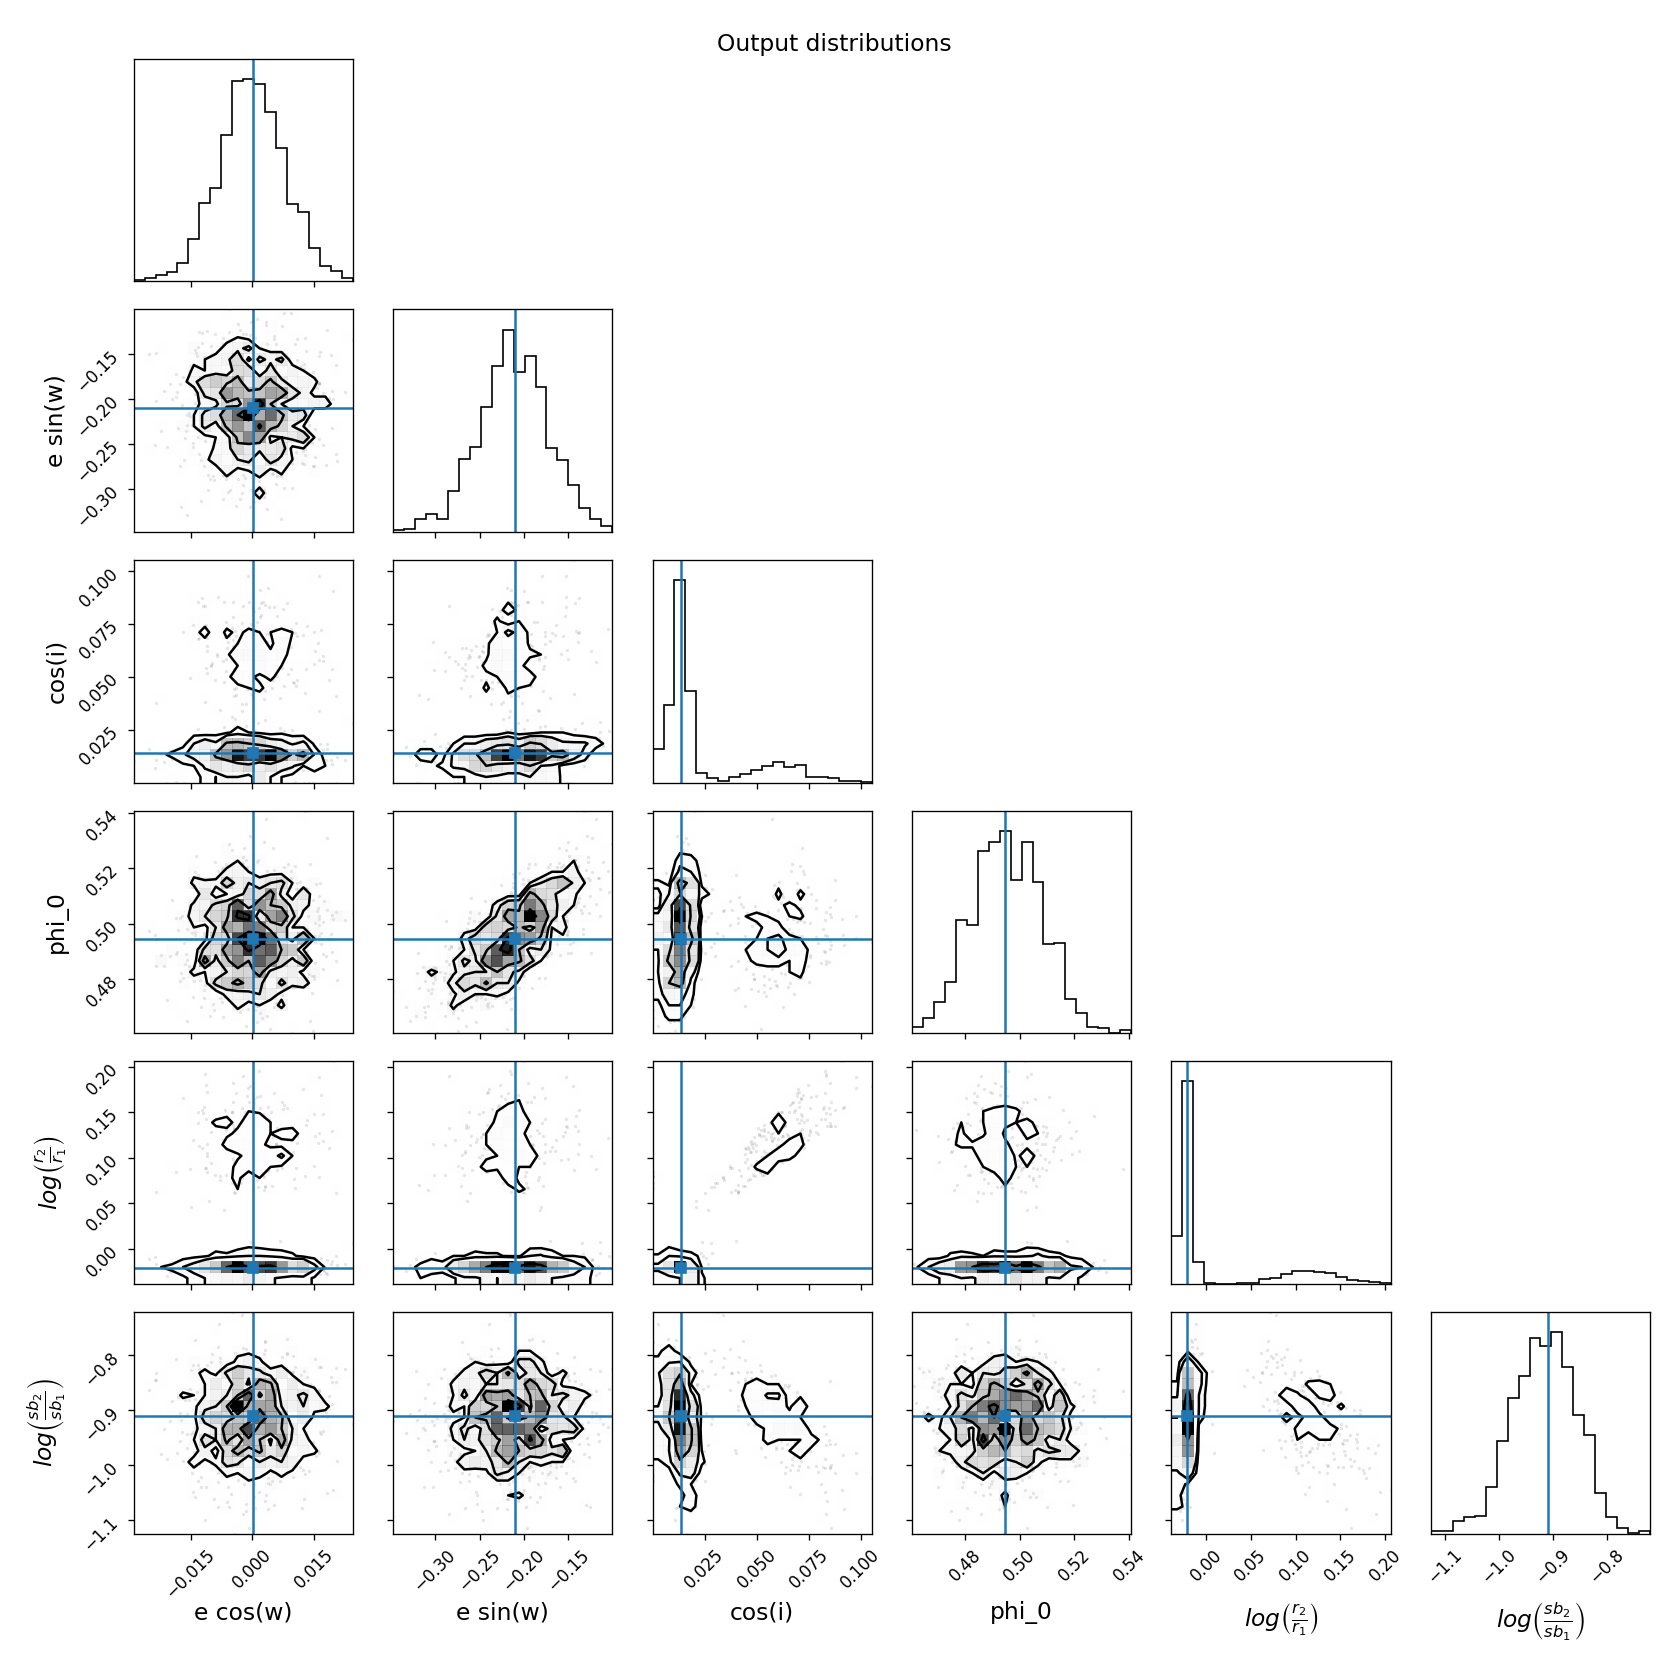 Output distributions
e sin(w)
−0.15
−0.20
−0.25
−0.30
cos(i)
0.100
0.075
0.050
0.025
phi_0
0.54
0.52
0.50
0.48
log(r₂/r₁)
0.20
0.15
0.10
0.05
0.00
log(sb₂/sb₁)
−0.8
−0.9
−1.0
−1.1
−0.015 0.000 0.015 −0.30 −0.25 −0.20 −0.15 0.025 0.050 0.075 0.100 0.48 0.50 0.52 0.54 0.00 0.05 0.10 0.15 0.20 −1.1 −1.0 −0.9 −0.8
e cos(w) e sin(w) cos(i) phi_0 log(r₂/r₁) log(sb₂/sb₁)